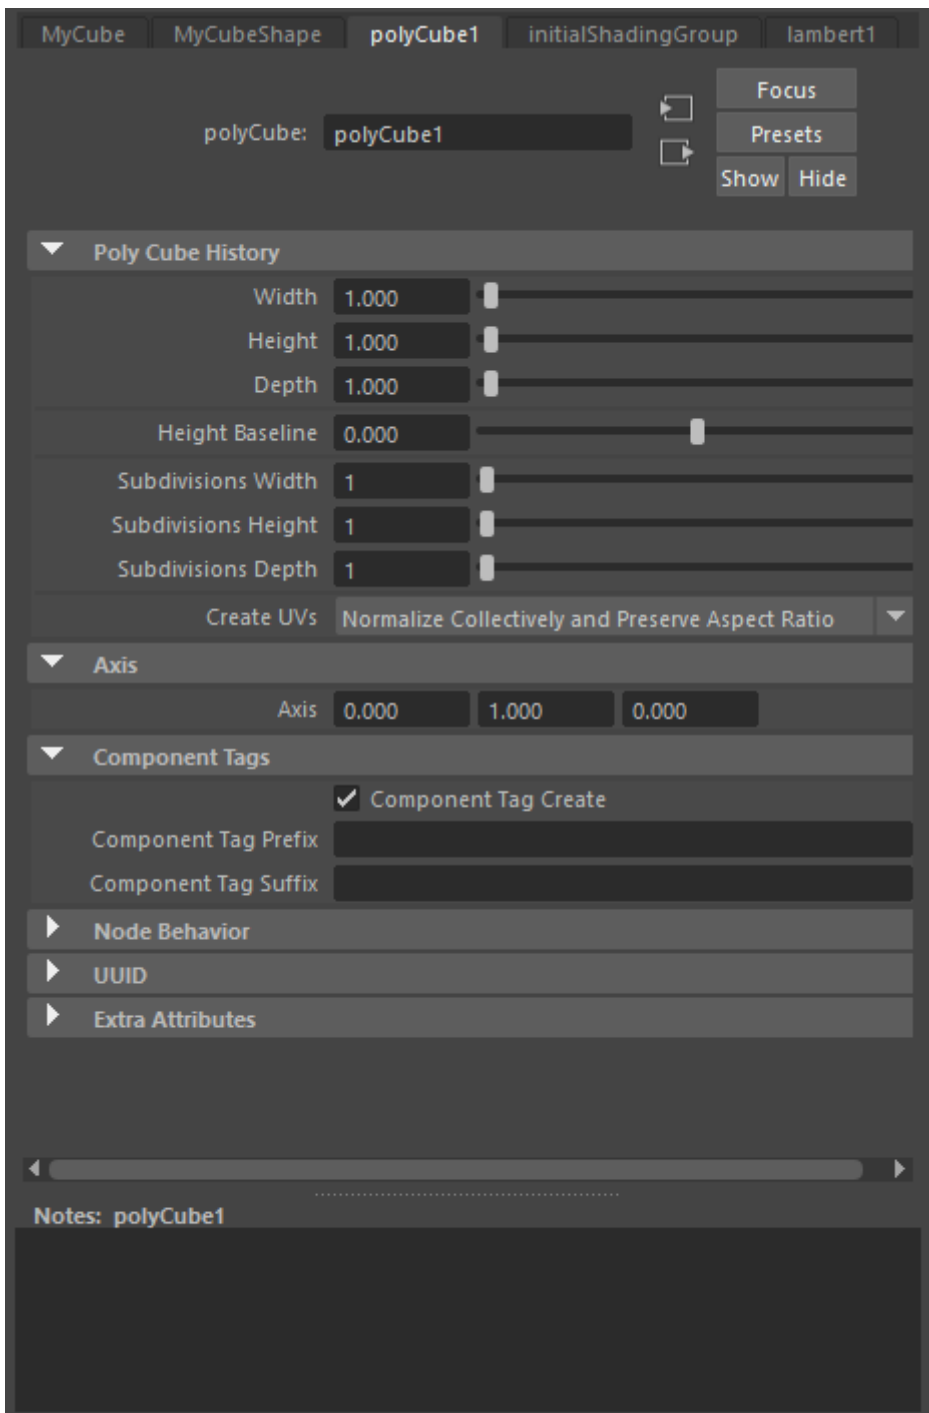 MyCube MyCubeShape polyCube1 initialShadingGroup lambert1
Focus
polyCube: polyCube1
Presets
Show Hide
Poly Cube History
Width 1.000
Height 1.000
Depth 1.000
Height Baseline 0.000
Subdivisions Width 1
Subdivisions Height 1
Subdivisions Depth 1
Create UVs Normalize Collectively and Preserve Aspect Ratio
Axis
Axis 0.000 1.000 0.000
Component Tags
Component Tag Create
Component Tag Prefix
Component Tag Suffix
Node Behavior
UUID
Extra Attributes
Notes: polyCube1